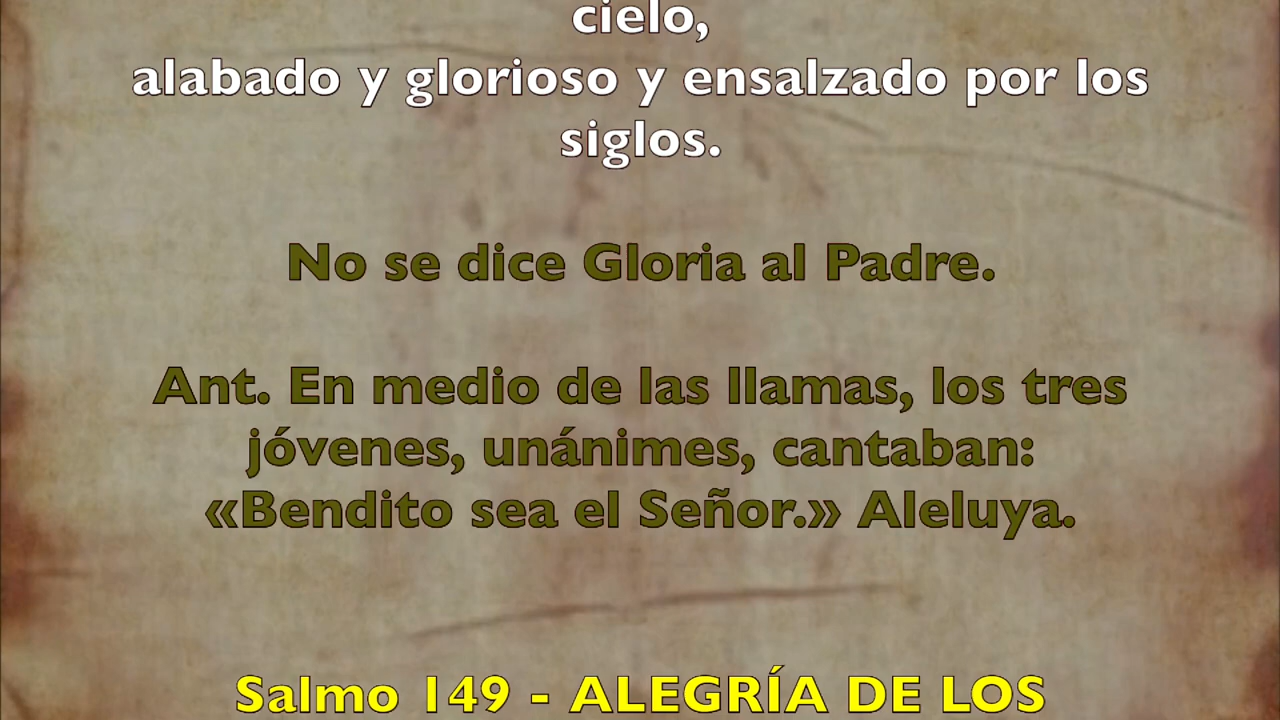 cielo,
alabado y glorioso y ensalzado por los
siglos.
No se dice Gloria al Padre.
Ant. En medio de las llamas, los tres
jóvenes, unánimes, cantaban:
«Bendito sea el Señor.» Aleluya.
Salmo 149 - ALEGRÍA DE LOS